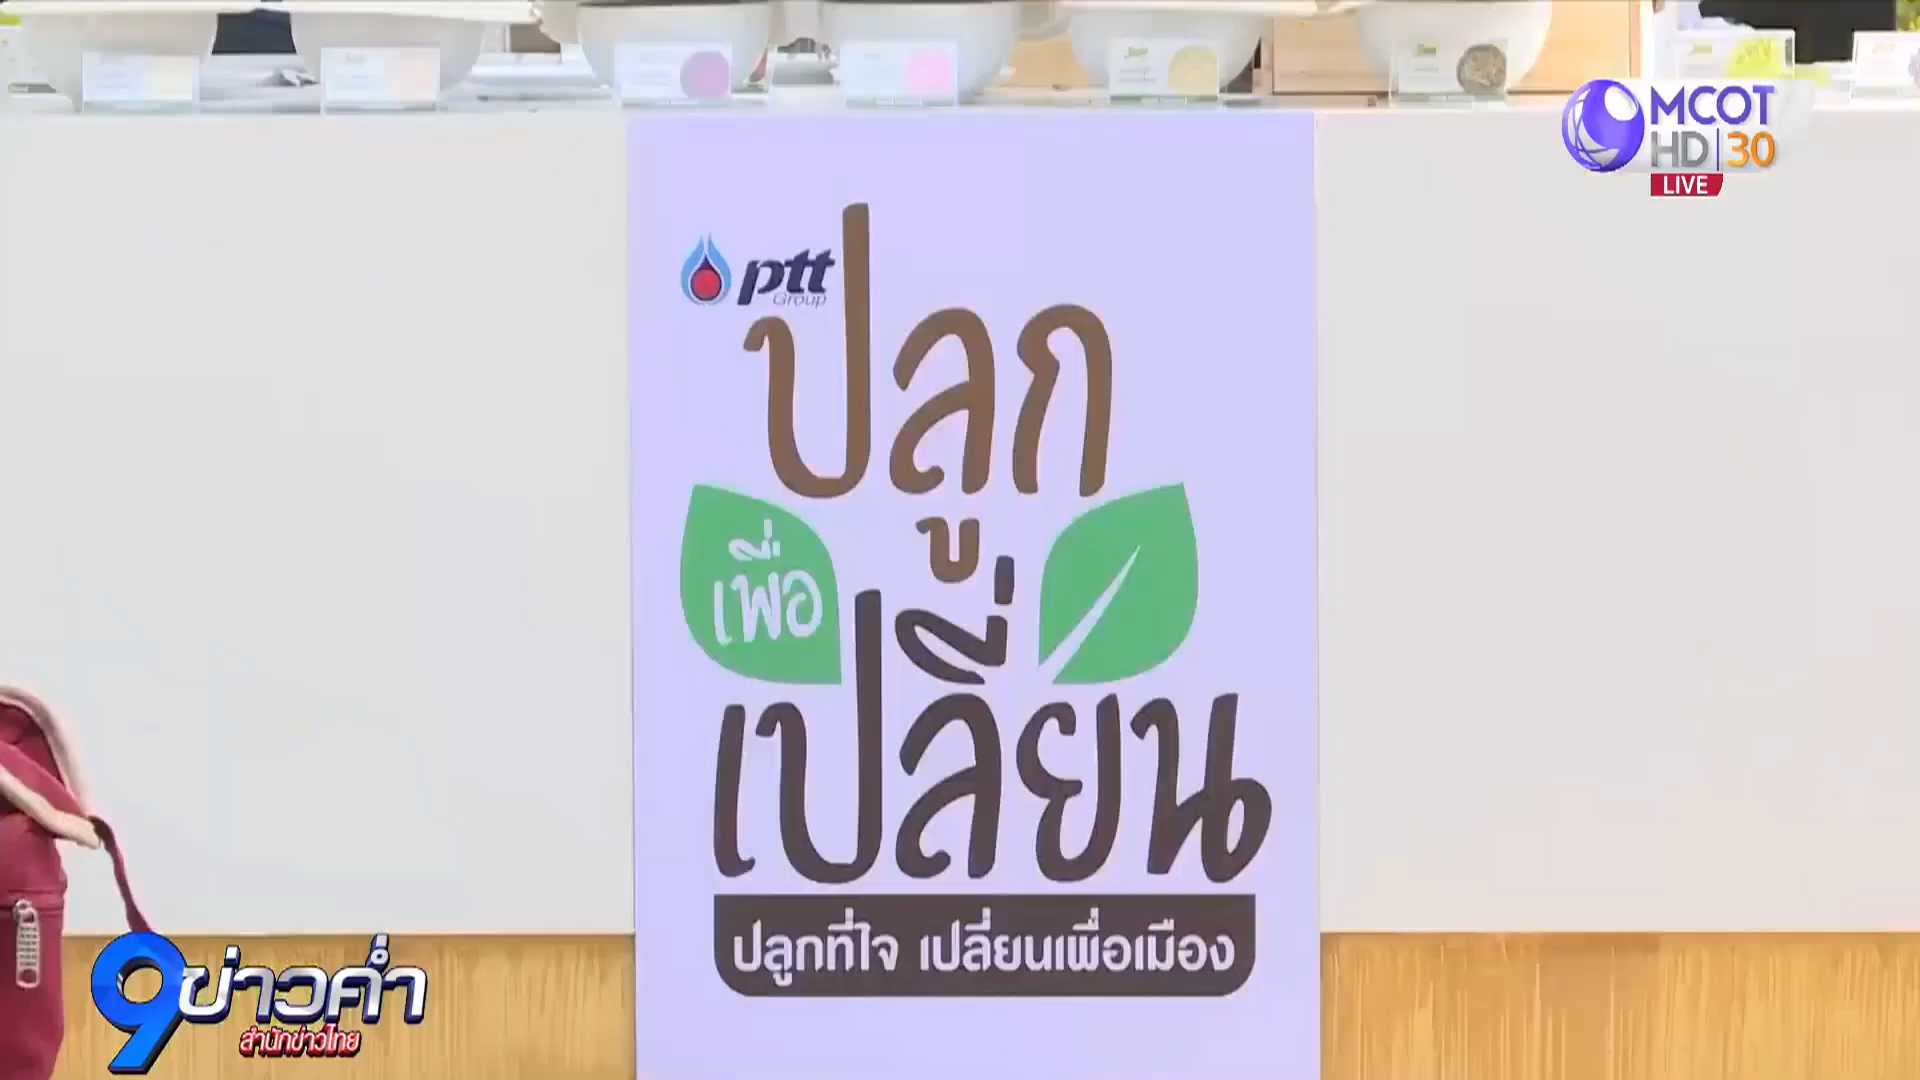 MCOT
HD 30
LIVE
ptt
Group
ปลูก
เพื่อ
เปลี่ยน
ปลูกที่ใจ เปลี่ยนเพื่อเมือง
9 ข่าวค่ำ
สำนักข่าวไทย